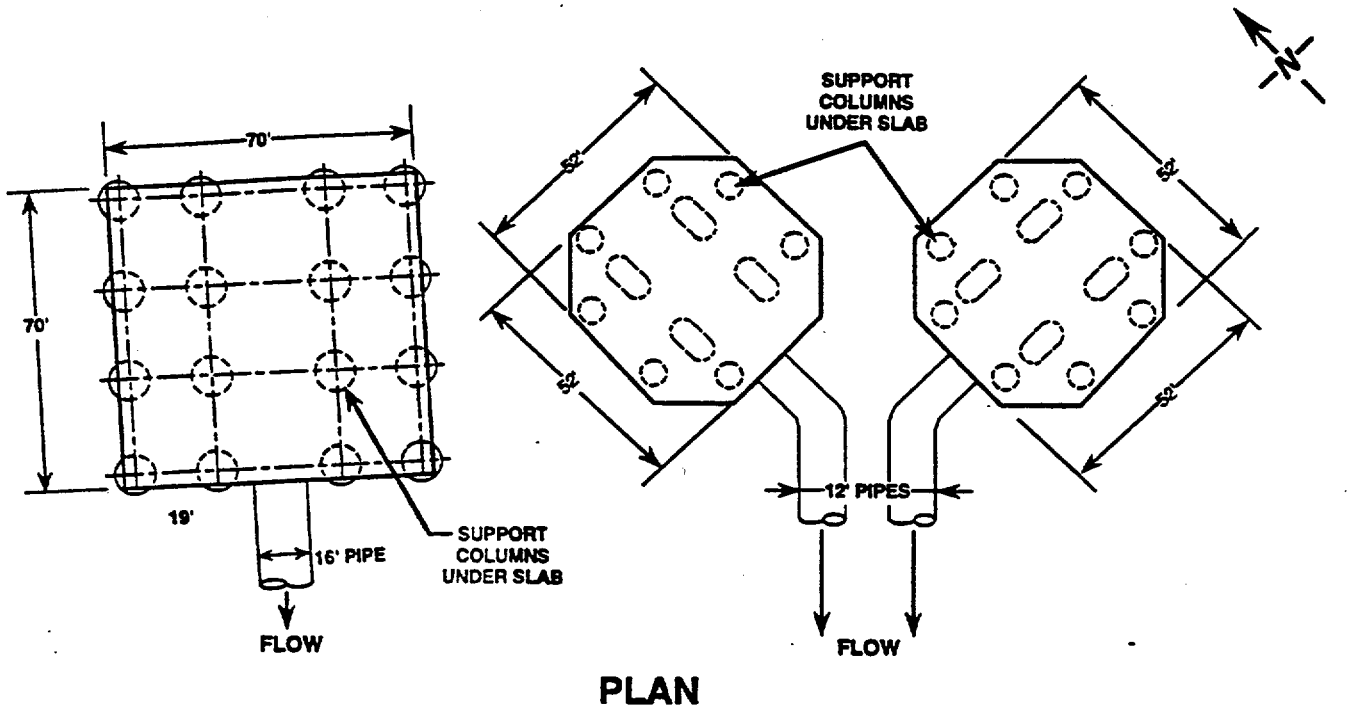 N
SUPPORT
COLUMNS
UNDER SLAB
70'
52'
52'
52'
52'
70'
12' PIPES
19'
16' PIPE
SUPPORT
COLUMNS
UNDER SLAB
FLOW
FLOW
PLAN